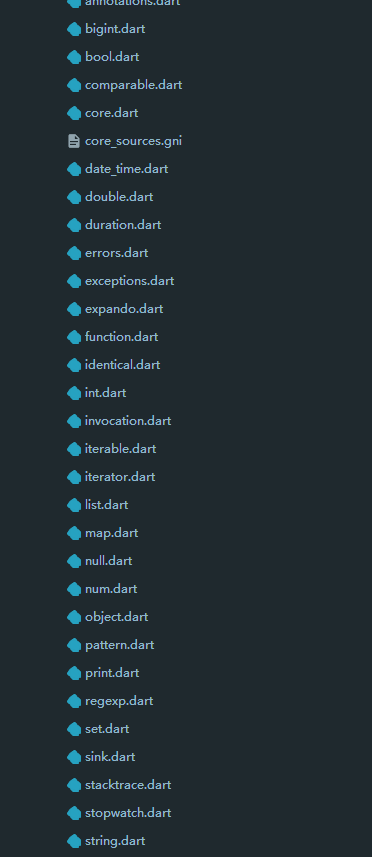 annotations.dart
bigint.dart
bool.dart
comparable.dart
core.dart
core_sources.gni
date_time.dart
double.dart
duration.dart
errors.dart
exceptions.dart
expando.dart
function.dart
identical.dart
int.dart
invocation.dart
iterable.dart
iterator.dart
list.dart
map.dart
null.dart
num.dart
object.dart
pattern.dart
print.dart
regexp.dart
set.dart
sink.dart
stacktrace.dart
stopwatch.dart
string.dart